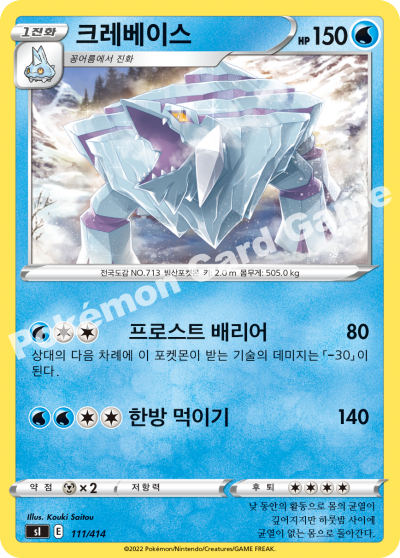 1진화
크레베이스
HP 150
꽁어름에서 진화
전국도감 NO.713 빙산포켓몬 키: 2.0 m 몸무게: 505.0 kg
프로스트 배리어 80
상대의 다음 차례에 이 포켓몬이 받는 기술의 데미지는 「-30」이
된다.
한방 먹이기 140
약점 ×2 저항력 후퇴
Illus. Kouki Saitou
낮 동안의 활동으로 몸의 균열이
깊어지지만 하룻밤 사이에
균열이 없는 몸으로 돌아간다.
sI E 111/414
©2022 Pokémon/Nintendo/Creatures/GAME FREAK.
Pokémon Card Game